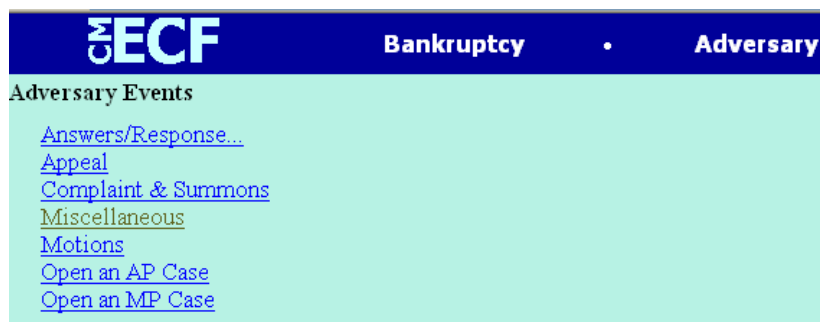 CM ECF Bankruptcy • Adversary
Adversary Events
Answers/Response...
Appeal
Complaint & Summons
Miscellaneous
Motions
Open an AP Case
Open an MP Case